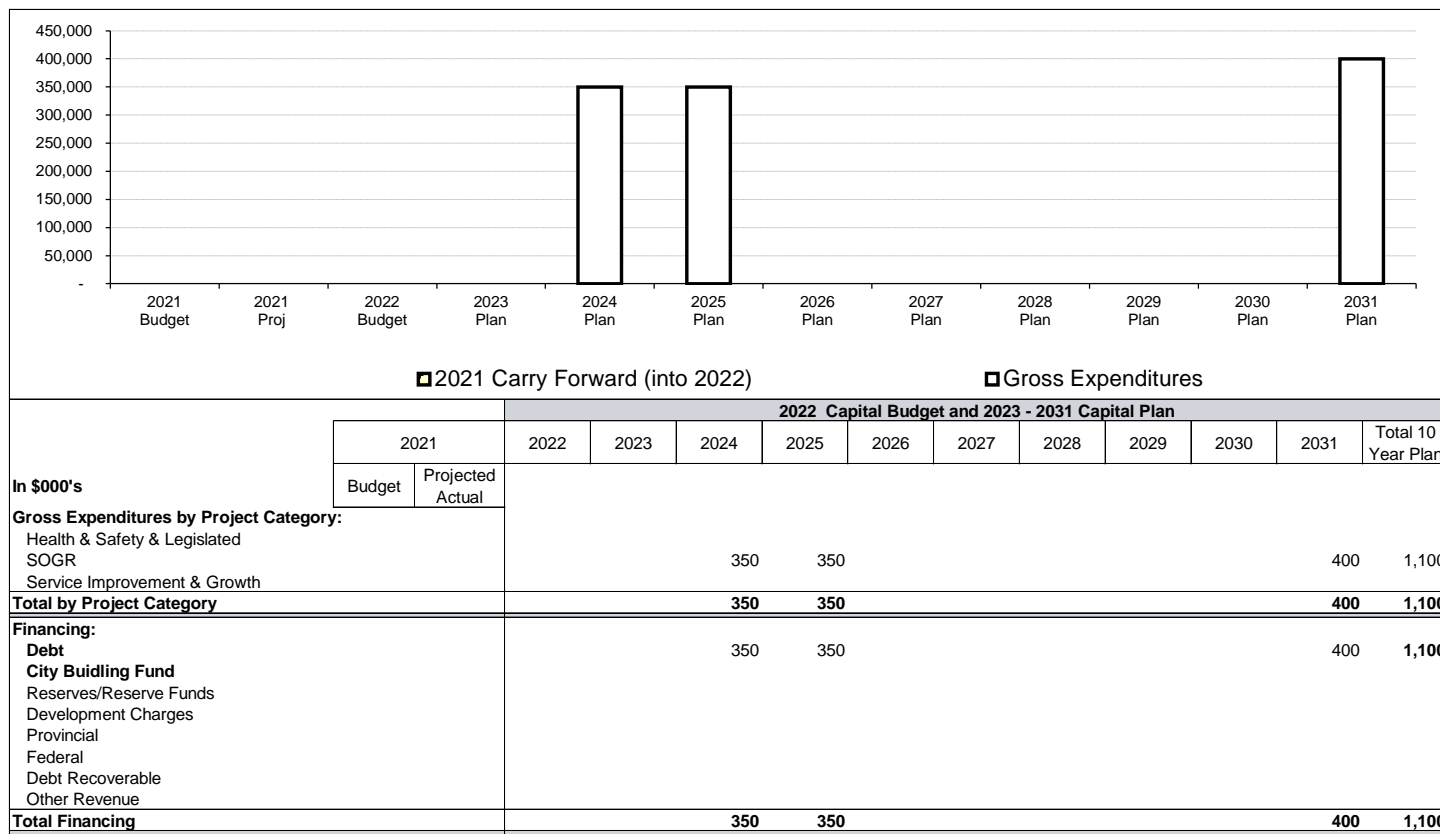 450,000
400,000
350,000
300,000
250,000
200,000
150,000
100,000
50,000
-
2021 2021 2022 2023 2024 2025 2026 2027 2028 2029 2030 2031
Budget Proj Budget Plan Plan Plan Plan Plan Plan Plan Plan Plan
2021 Carry Forward (into 2022) Gross Expenditures
2022 Capital Budget and 2023 - 2031 Capital Plan
2021 2022 2023 2024 2025 2026 2027 2028 2029 2030 2031 Total 10
Year Plan
In $000's Budget Projected
Actual
Gross Expenditures by Project Category:
Health & Safety & Legislated
SOGR 350 350 400 1,100
Service Improvement & Growth
Total by Project Category 350 350 400 1,100
Financing:
Debt 350 350 400 1,100
City Buidling Fund
Reserves/Reserve Funds
Development Charges
Provincial
Federal
Debt Recoverable
Other Revenue
Total Financing 350 350 400 1,100